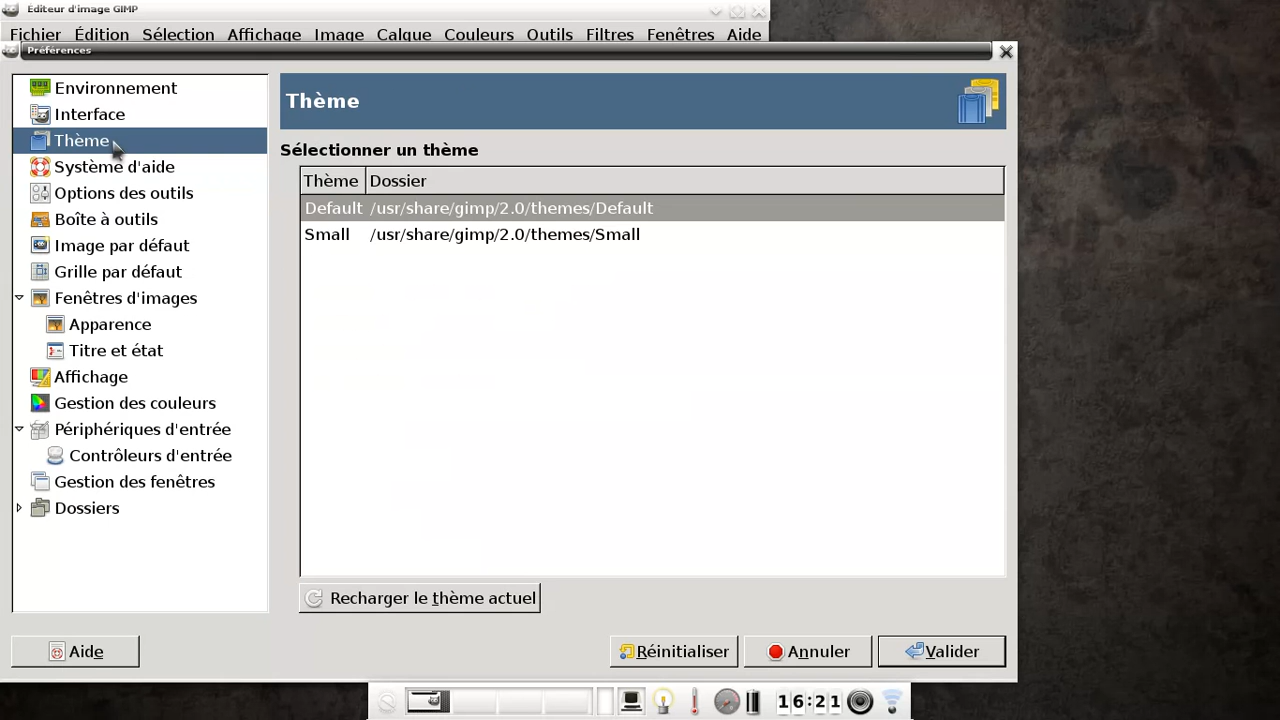 Éditeur d'image GIMP
Fichier Édition Sélection Affichage Image Calque Couleurs Outils Filtres Fenêtres Aide
Préférences
Environnement
Interface
Thème
Système d'aide
Options des outils
Boîte à outils
Image par défaut
Grille par défaut
Fenêtres d'images
Apparence
Titre et état
Affichage
Gestion des couleurs
Périphériques d'entrée
Contrôleurs d'entrée
Gestion des fenêtres
Dossiers
Thème
Sélectionner un thème
Thème Dossier
Default /usr/share/gimp/2.0/themes/Default
Small /usr/share/gimp/2.0/themes/Small
Recharger le thème actuel
Aide Réinitialiser Annuler Valider
16:21